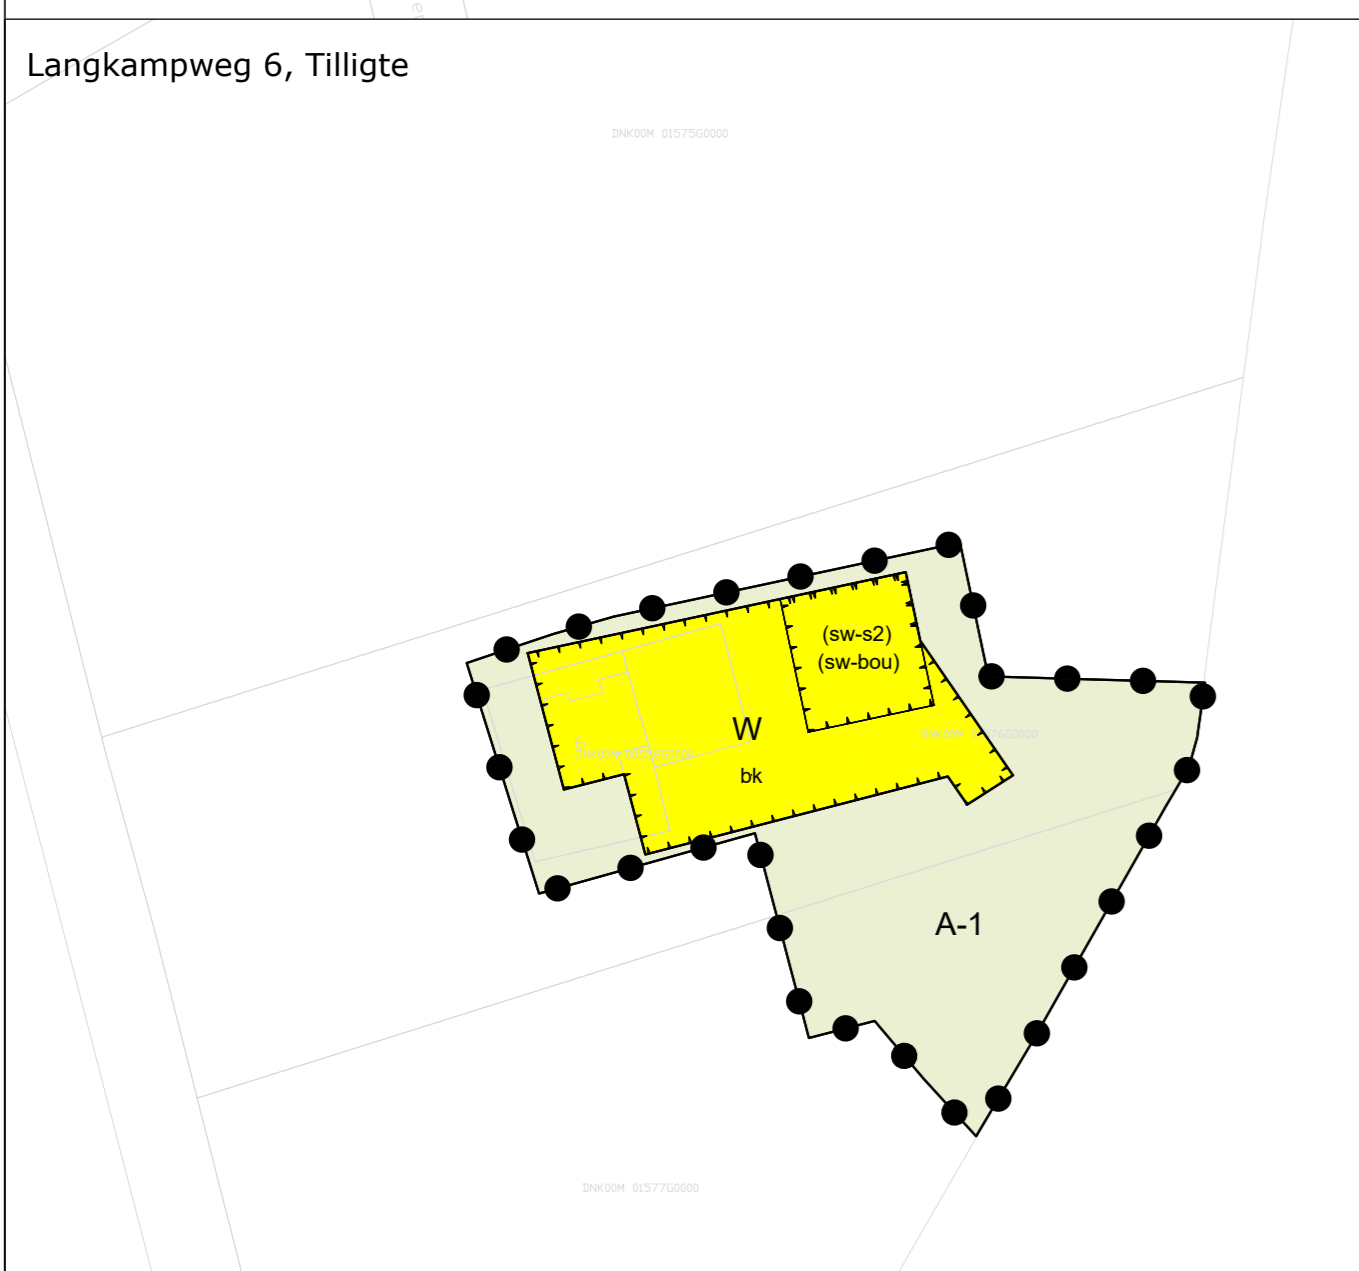 Langkampweg 6, Tilligte
DNK00M 01575G0000
(sw-s2)
(sw-bou)
W
bk
A-1
DNK00M 01577G0000